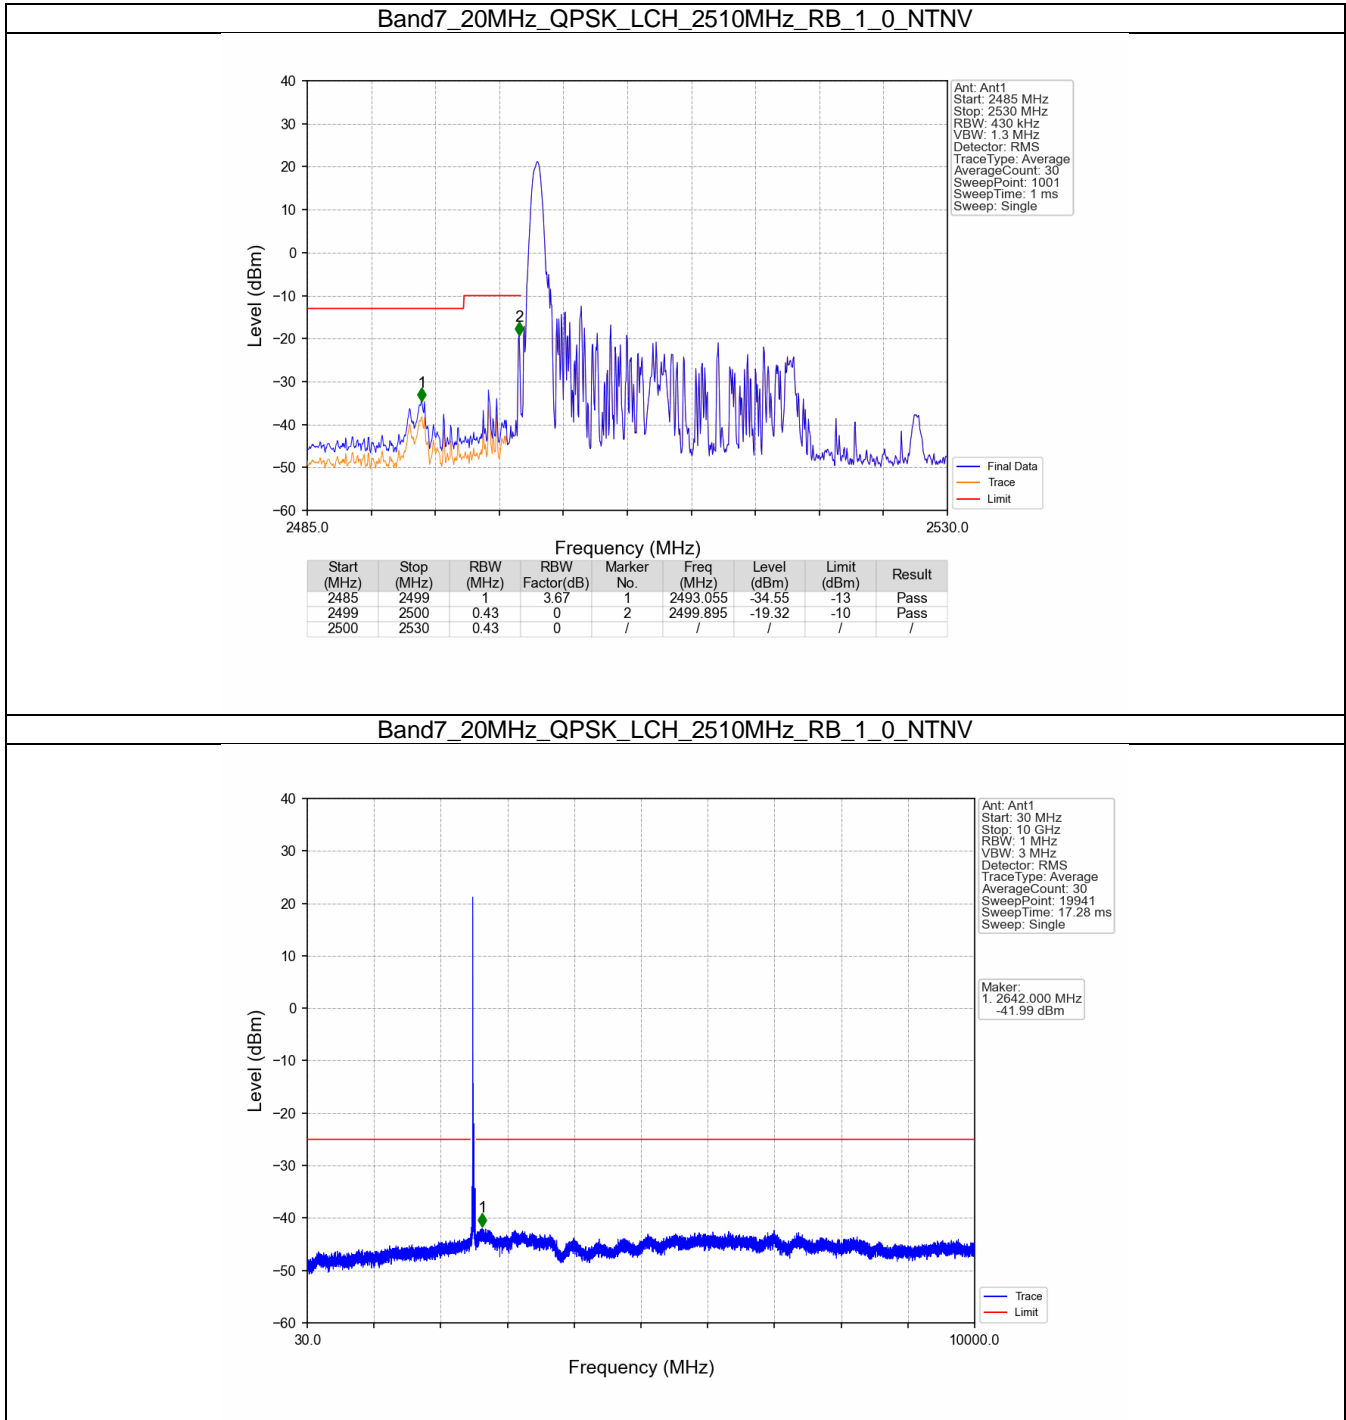 Band7_20MHz_QPSK_LCH_2510MHz_RB_1_0_NTNV
40
30
20
10
0
−10
−20
−30
−40
−50
−60
Level (dBm)
2485.0
2530.0
Frequency (MHz)
1
2
Ant: Ant1
Start: 2485 MHz
Stop: 2530 MHz
RBW: 430 kHz
VBW: 1.3 MHz
Detector: RMS
TraceType: Average
AverageCount: 30
SweepPoint: 1001
SweepTime: 1 ms
Sweep: Single
Final Data
Trace
Limit
Start (MHz) Stop (MHz) RBW (MHz) RBW Factor(dB) Marker No. Freq (MHz) Level (dBm) Limit (dBm) Result
2485 2499 1 3.67 1 2493.055 -34.55 -13 Pass
2499 2500 0.43 0 2 2499.895 -19.32 -10 Pass
2500 2530 0.43 0 / / / / /
Band7_20MHz_QPSK_LCH_2510MHz_RB_1_0_NTNV
40
30
20
10
0
−10
−20
−30
−40
−50
−60
Level (dBm)
30.0
10000.0
Frequency (MHz)
1
Ant: Ant1
Start: 30 MHz
Stop: 10 GHz
RBW: 1 MHz
VBW: 3 MHz
Detector: RMS
TraceType: Average
AverageCount: 30
SweepPoint: 19941
SweepTime: 17.28 ms
Sweep: Single
Maker:
1. 2642.000 MHz
-41.99 dBm
Trace
Limit